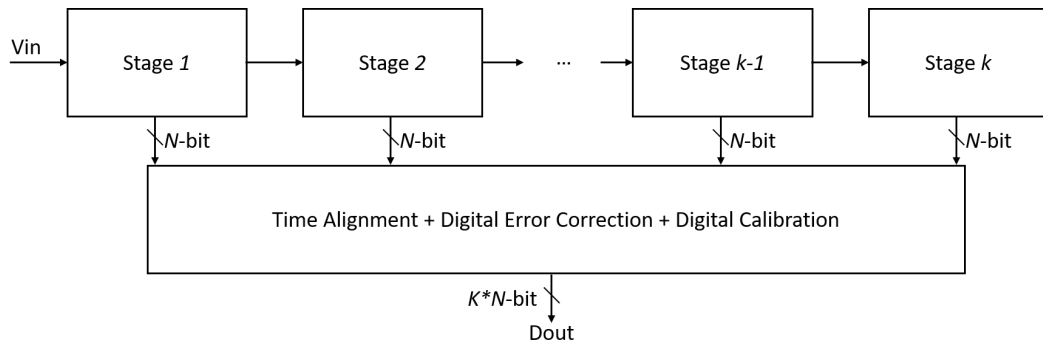 Vin
Stage 1
Stage 2
...
Stage k-1
Stage k
N-bit
N-bit
N-bit
N-bit
Time Alignment + Digital Error Correction + Digital Calibration
K*N-bit
Dout